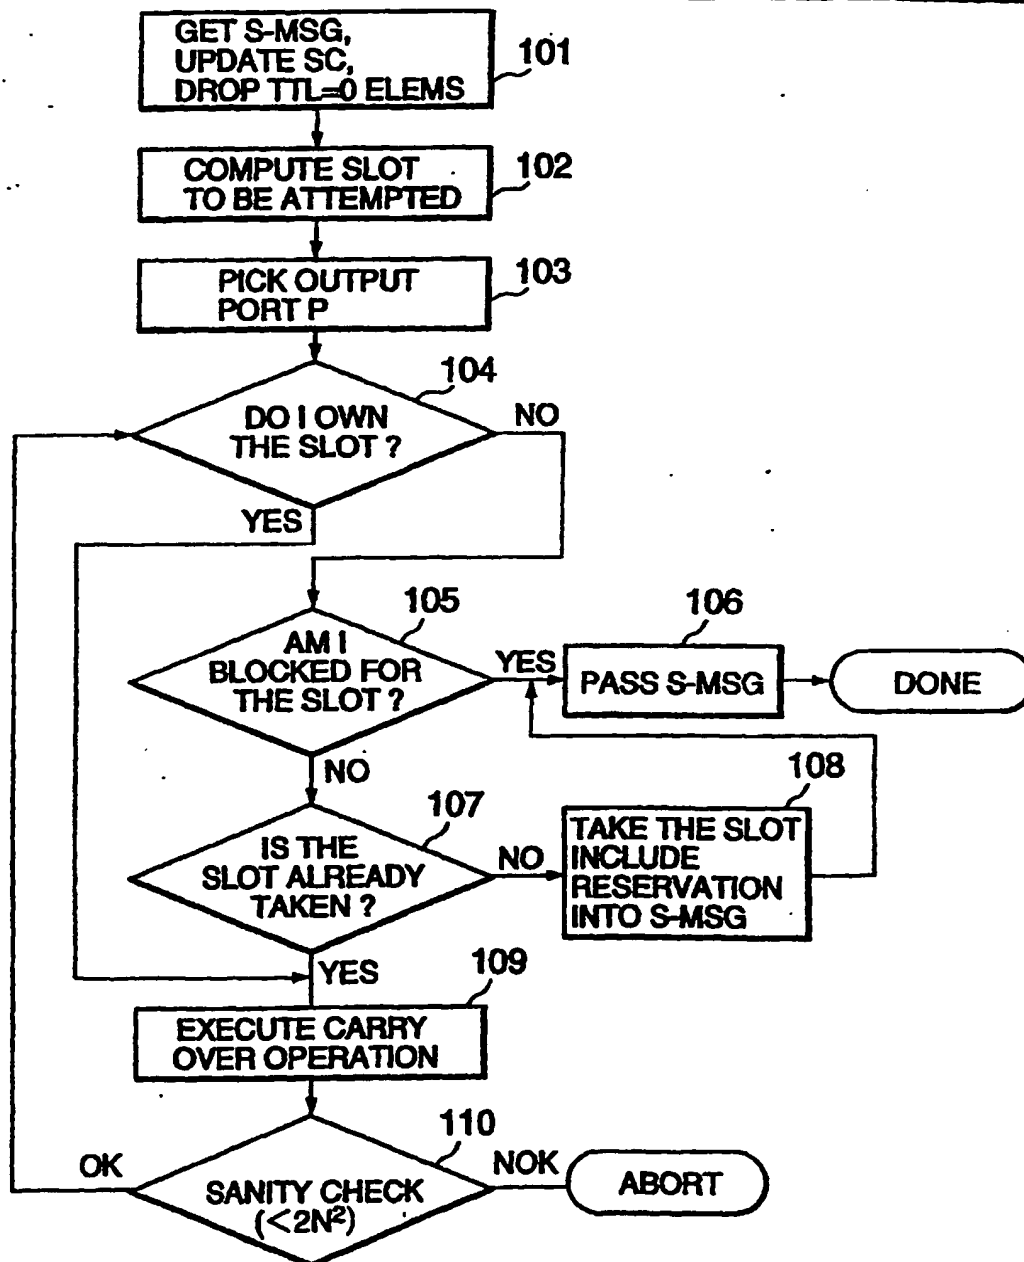 GET S-MSG,
UPDATE SC,
DROP TTL=0 ELEMS
101
COMPUTE SLOT
TO BE ATTEMPTED
102
PICK OUTPUT
PORT P
103
104
DO I OWN
THE SLOT ?
NO
YES
105
AM I
BLOCKED FOR
THE SLOT ?
YES
106
PASS S-MSG
DONE
NO
107
IS THE
SLOT ALREADY
TAKEN ?
NO
108
TAKE THE SLOT
INCLUDE
RESERVATION
INTO S-MSG
YES
109
EXECUTE CARRY
OVER OPERATION
110
OK
SANITY CHECK
(<2N²)
NOK
ABORT